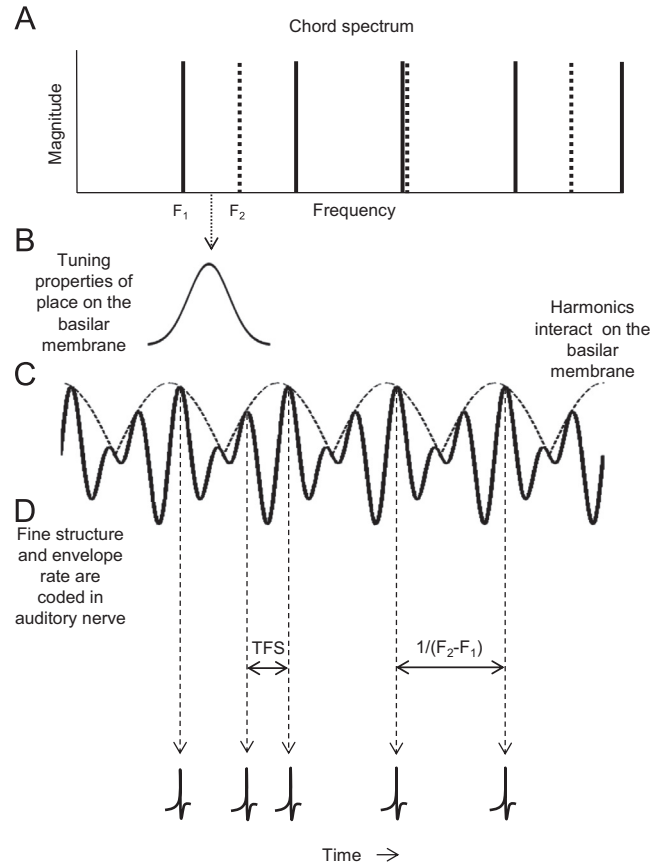 A
Chord spectrum
Magnitude
F₁
F₂
Frequency
B
Tuning
properties of
place on the
basilar
membrane
Harmonics
interact on the
basilar
membrane
C
D
Fine structure
and envelope
rate are
coded in
auditory nerve
TFS
1/(F₂-F₁)
Time